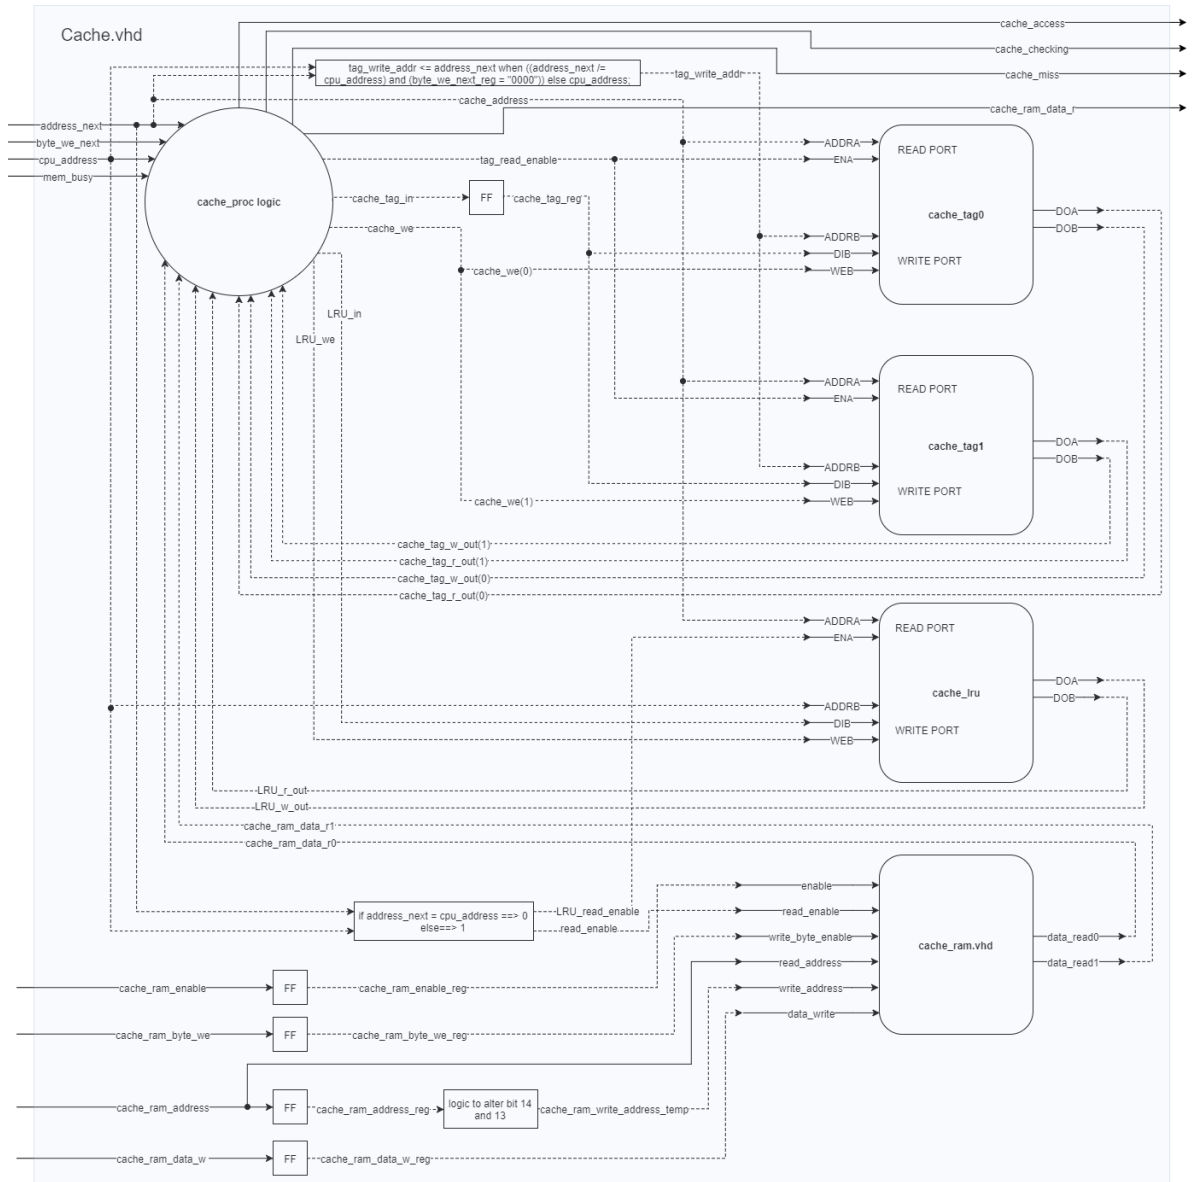 Cache.vhd
cache_access
cache_checking
cache_miss
tag_write_addr <= address_next when ((address_next /=
cpu_address) and (byte_we_next_reg = "0000")) else cpu_address;
tag_write_addr
cache_address
cache_ram_data_r
address_next
byte_we_next
cpu_address
mem_busy
cache_proc logic
tag_read_enable
cache_tag_in
FF
cache_tag_reg
cache_we
cache_we(0)
ADDRA
ENA
READ PORT
cache_tag0
DOA
DOB
ADDRB
DIB
WEB
WRITE PORT
LRU_in
LRU_we
ADDRA
ENA
READ PORT
cache_tag1
DOA
DOB
ADDRB
DIB
WEB
WRITE PORT
cache_we(1)
cache_tag_w_out(1)
cache_tag_r_out(1)
cache_tag_w_out(0)
cache_tag_r_out(0)
ADDRA
ENA
READ PORT
cache_lru
DOA
DOB
ADDRB
DIB
WEB
WRITE PORT
LRU_r_out
LRU_w_out
cache_ram_data_r1
cache_ram_data_r0
if address_next = cpu_address ==> 0
else==> 1
LRU_read_enable
read_enable
enable
read_enable
write_byte_enable
read_address
write_address
data_write
cache_ram.vhd
data_read0
data_read1
cache_ram_enable
FF
cache_ram_enable_reg
cache_ram_byte_we
FF
cache_ram_byte_we_reg
cache_ram_address
FF
cache_ram_address_reg
logic to alter bit 14
and 13
cache_ram_write_address_temp
cache_ram_data_w
FF
cache_ram_data_w_reg